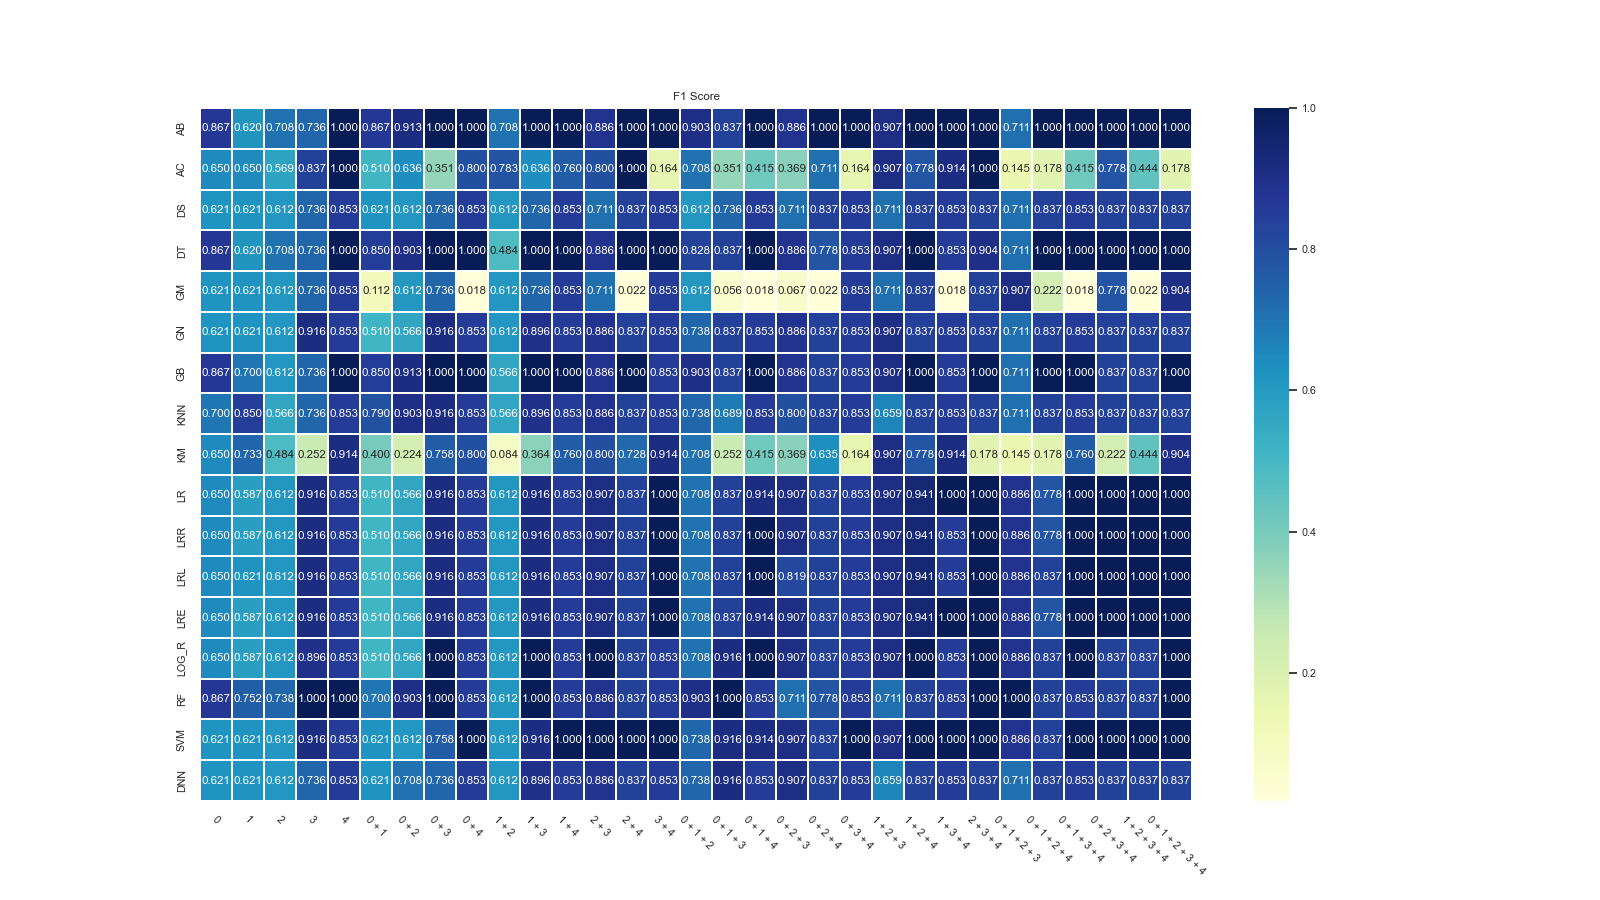 F1 Score
AB 0.867 0.620 0.708 0.736 1.000 0.867 0.913 1.000 1.000 0.708 1.000 1.000 0.886 1.000 1.000 0.903 0.837 1.000 0.886 1.000 1.000 0.907 1.000 1.000 1.000 0.711 1.000 1.000 1.000 1.000 1.000
AC 0.650 0.650 0.569 0.837 1.000 0.510 0.636 0.351 0.800 0.783 0.636 0.760 0.800 1.000 0.164 0.708 0.351 0.415 0.369 0.711 0.164 0.907 0.778 0.914 1.000 0.145 0.178 0.415 0.778 0.444 0.178
DS 0.621 0.621 0.612 0.736 0.853 0.621 0.612 0.736 0.853 0.612 0.736 0.853 0.711 0.837 0.853 0.612 0.736 0.853 0.711 0.837 0.853 0.711 0.837 0.853 0.837 0.711 0.837 0.853 0.837 0.837 0.837
DT 0.867 0.620 0.708 0.736 1.000 0.850 0.903 1.000 1.000 0.484 1.000 1.000 0.886 1.000 1.000 0.828 0.837 1.000 0.886 0.778 0.853 0.907 1.000 0.853 0.904 0.711 1.000 1.000 1.000 1.000 1.000
GM 0.621 0.621 0.612 0.736 0.853 0.112 0.612 0.736 0.018 0.612 0.736 0.853 0.711 0.022 0.853 0.612 0.056 0.018 0.067 0.022 0.853 0.711 0.837 0.018 0.837 0.907 0.222 0.018 0.778 0.022 0.904
GN 0.621 0.621 0.612 0.916 0.853 0.510 0.566 0.916 0.853 0.612 0.896 0.853 0.886 0.837 0.853 0.738 0.837 0.853 0.886 0.837 0.853 0.907 0.837 0.853 0.837 0.711 0.837 0.853 0.837 0.837 0.837
GB 0.867 0.700 0.612 0.736 1.000 0.850 0.913 1.000 1.000 0.566 1.000 1.000 0.886 1.000 0.853 0.903 0.837 1.000 0.886 0.837 0.853 0.907 1.000 0.853 1.000 0.711 1.000 1.000 0.837 0.837 1.000
KNN 0.700 0.850 0.566 0.736 0.853 0.790 0.903 0.916 0.853 0.566 0.896 0.853 0.886 0.837 0.853 0.738 0.689 0.853 0.800 0.837 0.853 0.659 0.837 0.853 0.837 0.711 0.837 0.853 0.837 0.837 0.837
KM 0.650 0.733 0.484 0.252 0.914 0.400 0.224 0.758 0.800 0.084 0.364 0.760 0.800 0.728 0.914 0.708 0.252 0.415 0.369 0.635 0.164 0.907 0.778 0.914 0.178 0.145 0.178 0.760 0.222 0.444 0.904
LR 0.650 0.587 0.612 0.916 0.853 0.510 0.566 0.916 0.853 0.612 0.916 0.853 0.907 0.837 1.000 0.708 0.837 0.914 0.907 0.837 0.853 0.907 0.941 1.000 1.000 0.886 0.778 1.000 1.000 1.000 1.000
LRR 0.650 0.587 0.612 0.916 0.853 0.510 0.566 0.916 0.853 0.612 0.916 0.853 0.907 0.837 1.000 0.708 0.837 1.000 0.907 0.837 0.853 0.907 0.941 0.853 1.000 0.886 0.778 1.000 1.000 1.000 1.000
LRL 0.650 0.621 0.612 0.916 0.853 0.510 0.566 0.916 0.853 0.612 0.916 0.853 0.907 0.837 1.000 0.708 0.837 1.000 0.819 0.837 0.853 0.907 0.941 0.853 1.000 0.886 0.837 1.000 1.000 1.000 1.000
LRE 0.650 0.587 0.612 0.916 0.853 0.510 0.566 0.916 0.853 0.612 0.916 0.853 0.907 0.837 1.000 0.708 0.837 0.914 0.907 0.837 0.853 0.907 0.941 1.000 1.000 0.886 0.778 1.000 1.000 1.000 1.000
LOG_R 0.650 0.587 0.612 0.896 0.853 0.510 0.566 1.000 0.853 0.612 1.000 0.853 1.000 0.837 0.853 0.708 0.916 1.000 0.907 0.837 0.853 0.907 1.000 0.853 1.000 0.886 0.837 1.000 0.837 0.837 1.000
RF 0.867 0.752 0.738 1.000 1.000 0.700 0.903 1.000 0.853 0.612 1.000 0.853 0.886 0.837 0.853 0.903 1.000 0.853 0.711 0.778 0.853 0.711 0.837 0.853 1.000 1.000 0.837 0.853 0.837 0.837 1.000
SVM 0.621 0.621 0.612 0.916 0.853 0.621 0.612 0.758 1.000 0.612 0.916 1.000 1.000 1.000 1.000 0.738 0.916 0.914 0.907 0.837 1.000 0.907 1.000 1.000 1.000 0.886 0.837 1.000 1.000 1.000 1.000
DNN 0.621 0.621 0.612 0.736 0.853 0.621 0.708 0.736 0.853 0.612 0.896 0.853 0.886 0.837 0.853 0.738 0.916 0.853 0.907 0.837 0.853 0.659 0.837 0.853 0.837 0.711 0.837 0.853 0.837 0.837 0.837
0
1
2
3
4
0 + 1
0 + 2
0 + 3
0 + 4
1 + 2
1 + 3
1 + 4
2 + 3
2 + 4
3 + 4
0 + 1 + 2
0 + 1 + 3
0 + 1 + 4
0 + 2 + 3
0 + 2 + 4
0 + 3 + 4
1 + 2 + 3
1 + 2 + 4
1 + 3 + 4
2 + 3 + 4
0 + 1 + 2 + 3
0 + 1 + 2 + 4
0 + 1 + 3 + 4
0 + 2 + 3 + 4
1 + 2 + 3 + 4
0 + 1 + 2 + 3 + 4
1.0
0.8
0.6
0.4
0.2